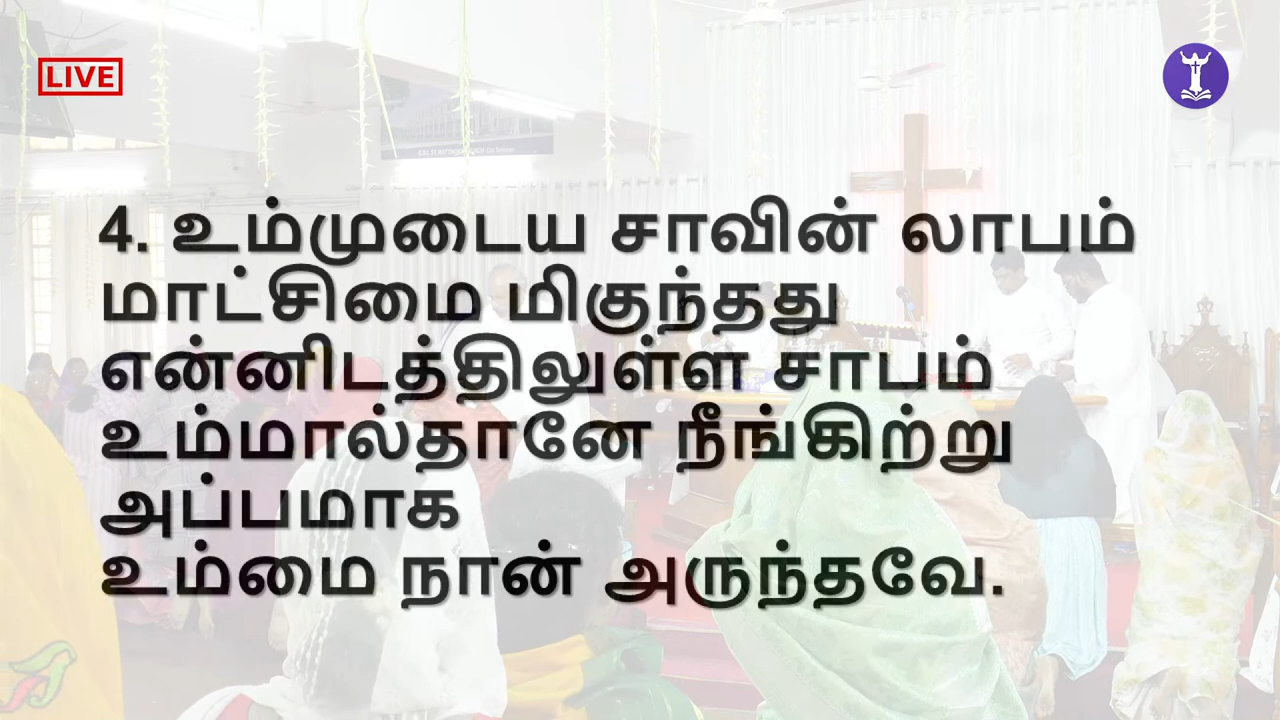 LIVE
4. உம்முடைய சாவின் லாபம்
மாட்சிமை மிகுந்தது
என்னிடத்திலுள்ள சாபம்
உம்மால்தானே நீங்கிற்று
அப்பமாக
உம்மை நான் அருந்தவே.